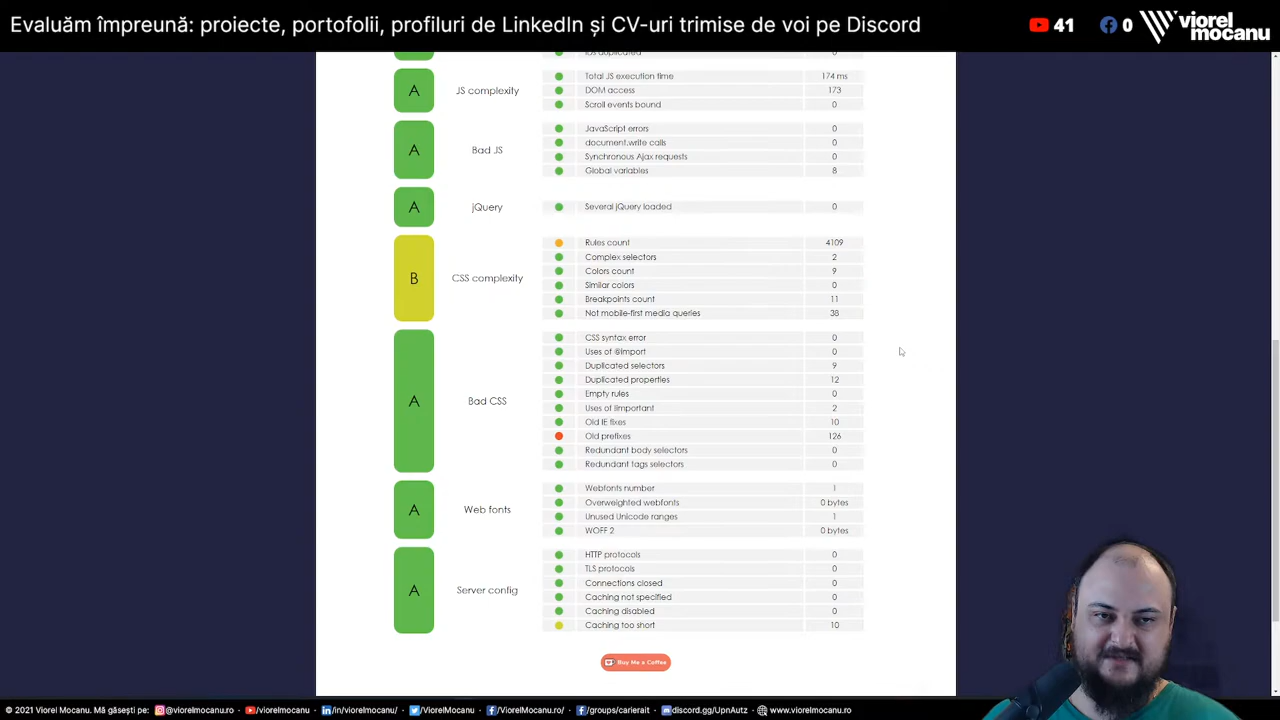 Evaluăm împreună: proiecte, portofolii, profiluri de LinkedIn și CV-uri trimise de voi pe Discord
41
0
viorel mocanu
IDs duplicated 0
A JS complexity
Total JS execution time 174 ms
DOM access 173
Scroll events bound 0
A Bad JS
JavaScript errors 0
document.write calls 0
Synchronous Ajax requests 0
Global variables 8
A jQuery
Several jQuery loaded 0
B CSS complexity
Rules count 4109
Complex selectors 2
Colors count 9
Similar colors 0
Breakpoints count 11
Not mobile-first media queries 38
A Bad CSS
CSS syntax error 0
Uses of @import 0
Duplicated selectors 9
Duplicated properties 12
Empty rules 0
Uses of !important 2
Old IE fixes 10
Old prefixes 126
Redundant body selectors 0
Redundant tags selectors 0
A Web fonts
Webfonts number 1
Overweighted webfonts 0 bytes
Unused Unicode ranges 1
WOFF 2 0 bytes
A Server config
HTTP protocols 0
TLS protocols 0
Connections closed 0
Caching not specified 0
Caching disabled 0
Caching too short 10
Buy Me a Coffee
© 2021 Viorel Mocanu. Mă găsești pe: @viorelmocanu.ro /viorelmocanu /in/viorelmocanu/ /ViorelMocanu /ViorelMocanu.ro/ /groups/carierait discord.gg/UpnAutz www.viorelmocanu.ro